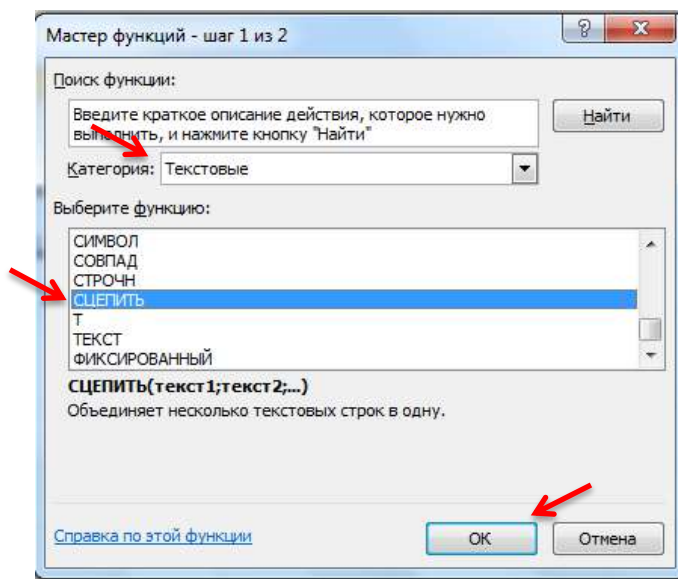 Мастер функций - шаг 1 из 2
Поиск функции:
Введите краткое описание действия, которое нужно
выполнить, и нажмите кнопку "Найти"
Найти
Категория: Текстовые
Выберите функцию:
СИМВОЛ
СОВПАД
СТРОЧН
СЦЕПИТЬ
Т
ТЕКСТ
ФИКСИРОВАННЫЙ
СЦЕПИТЬ(текст1;текст2;...)
Объединяет несколько текстовых строк в одну.
Справка по этой функции
ОК
Отмена